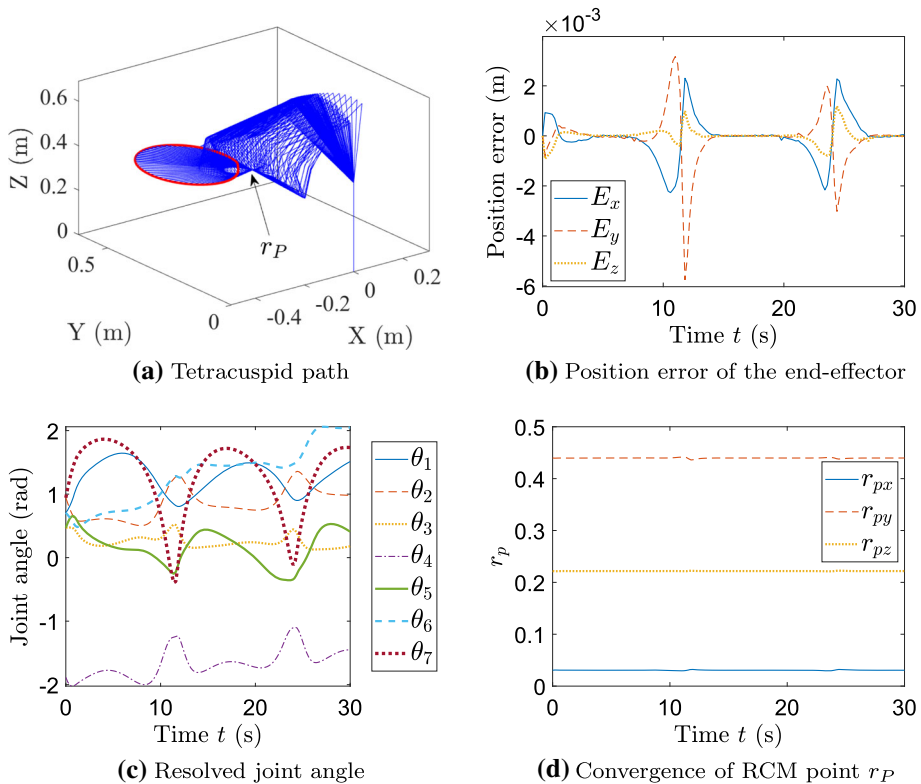 Z (m)
0.6
0.4
0.2
0
0.5
0
-0.4
-0.2
0
0.2
Y (m)
X (m)
r_P
(a) Tetracuspid path
×10⁻³
Position error (m)
4
2
0
-2
-4
-6
E_x
E_y
E_z
0
10
20
30
Time t (s)
(b) Position error of the end-effector
Joint angle (rad)
2
1
0
-1
-2
θ_1
θ_2
θ_3
θ_4
θ_5
θ_6
θ_7
0
10
20
30
Time t (s)
(c) Resolved joint angle
r_p
0.5
0.4
0.3
0.2
0.1
0
r_px
r_py
r_pz
0
10
20
30
Time t (s)
(d) Convergence of RCM point r_P